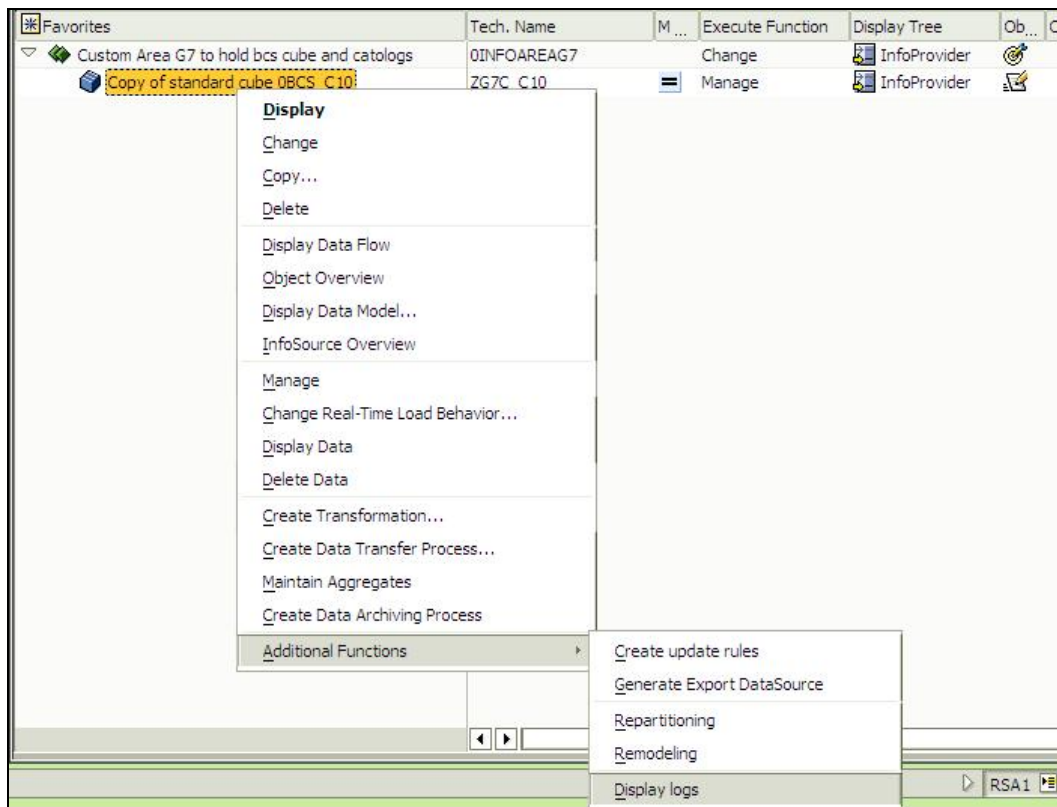 Favorites Tech. Name M ... Execute Function Display Tree Ob... C
Custom Area G7 to hold bcs cube and catologs 0INFOAREAG7 Change InfoProvider
Copy of standard cube 0BCS_C10 ZG7C_C10 Manage InfoProvider
Display
Change
Copy...
Delete
Display Data Flow
Object Overview
Display Data Model...
InfoSource Overview
Manage
Change Real-Time Load Behavior...
Display Data
Delete Data
Create Transformation...
Create Data Transfer Process...
Maintain Aggregates
Create Data Archiving Process
Additional Functions
Create update rules
Generate Export DataSource
Repartitioning
Remodeling
Display logs
RSA1